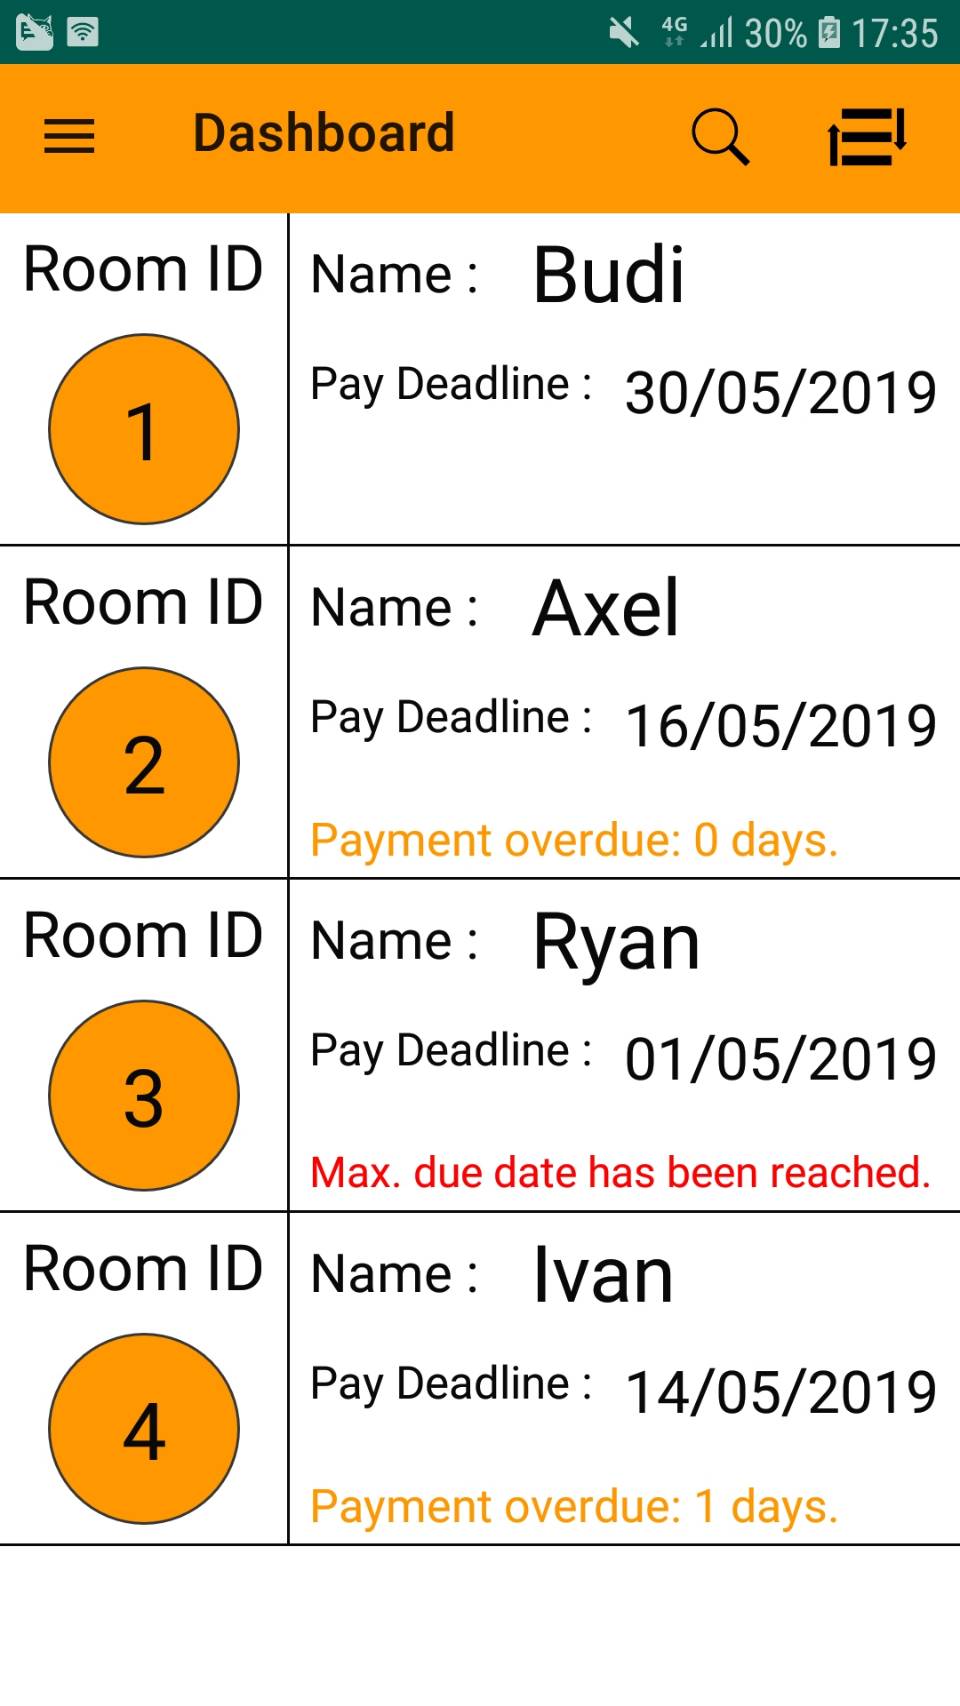 4G 30% 17:35
Dashboard
Room ID
1
Name : Budi
Pay Deadline : 30/05/2019
Room ID
2
Name : Axel
Pay Deadline : 16/05/2019
Payment overdue: 0 days.
Room ID
3
Name : Ryan
Pay Deadline : 01/05/2019
Max. due date has been reached.
Room ID
4
Name : Ivan
Pay Deadline : 14/05/2019
Payment overdue: 1 days.